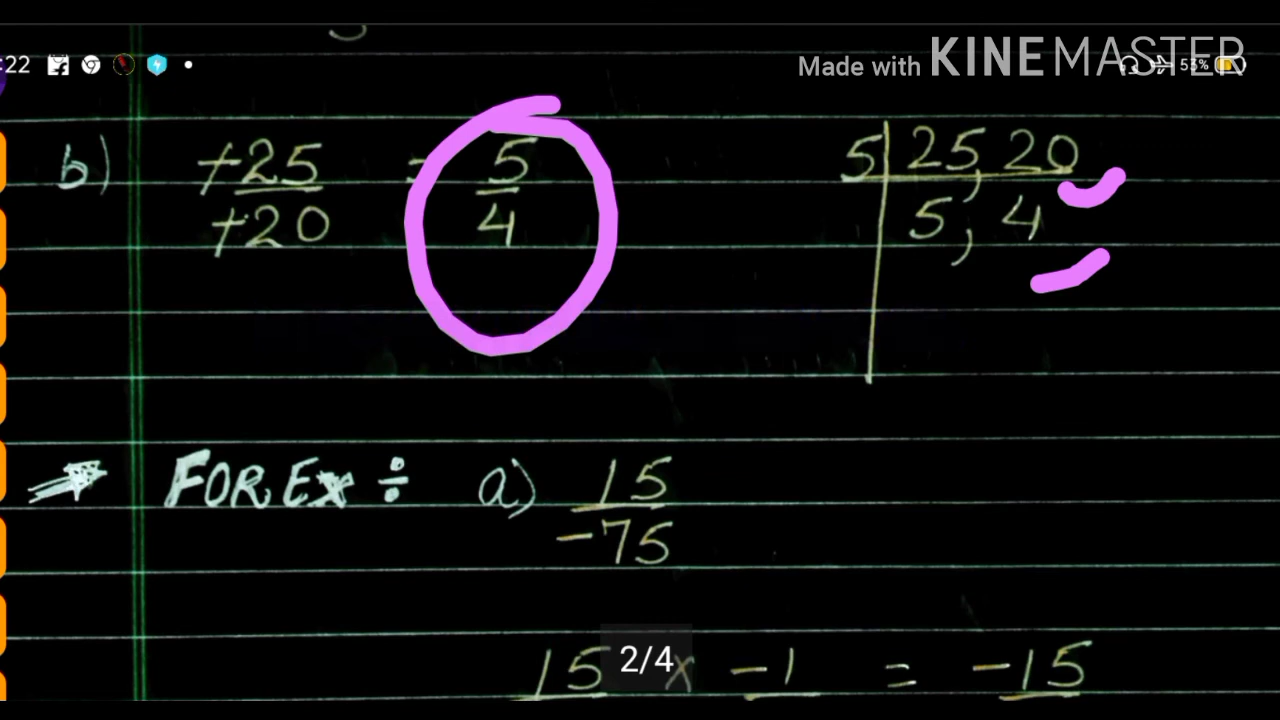 :22 Made with KINEMASTER 53%
b) +25/+20 = 5/4
5 | 25, 20
5, 4
FOR EX ÷ a) 15/-75
2/4
15 x -1 = -15